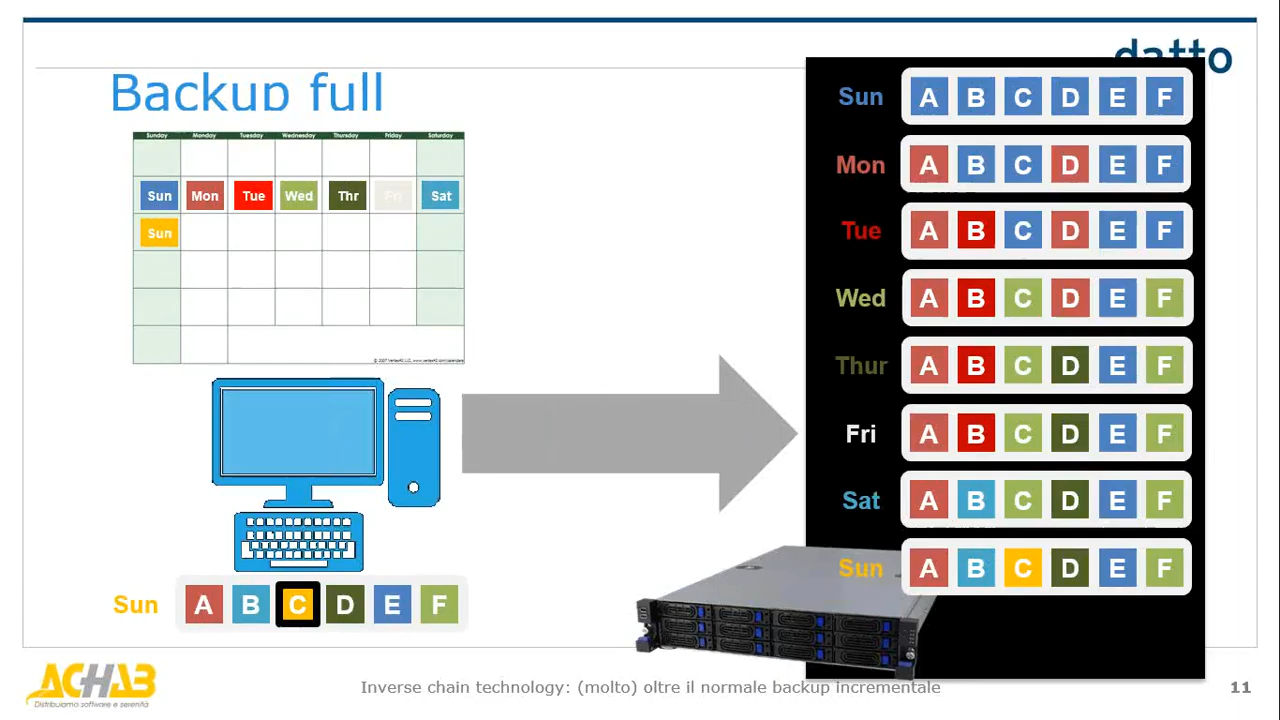 datto
Backup full
Sunday Monday Tuesday Wednesday Thursday Friday Saturday
Sun Mon Tue Wed Thr Fri Sat
Sun
Sun A B C D E F
Mon A B C D E F
Tue A B C D E F
Wed A B C D E F
Thur A B C D E F
Fri A B C D E F
Sat A B C D E F
Sun A B C D E F
Sun A B C D E F
ACHAB
Distribuiamo software e serenità
Inverse chain technology: (molto) oltre il normale backup incrementale
11